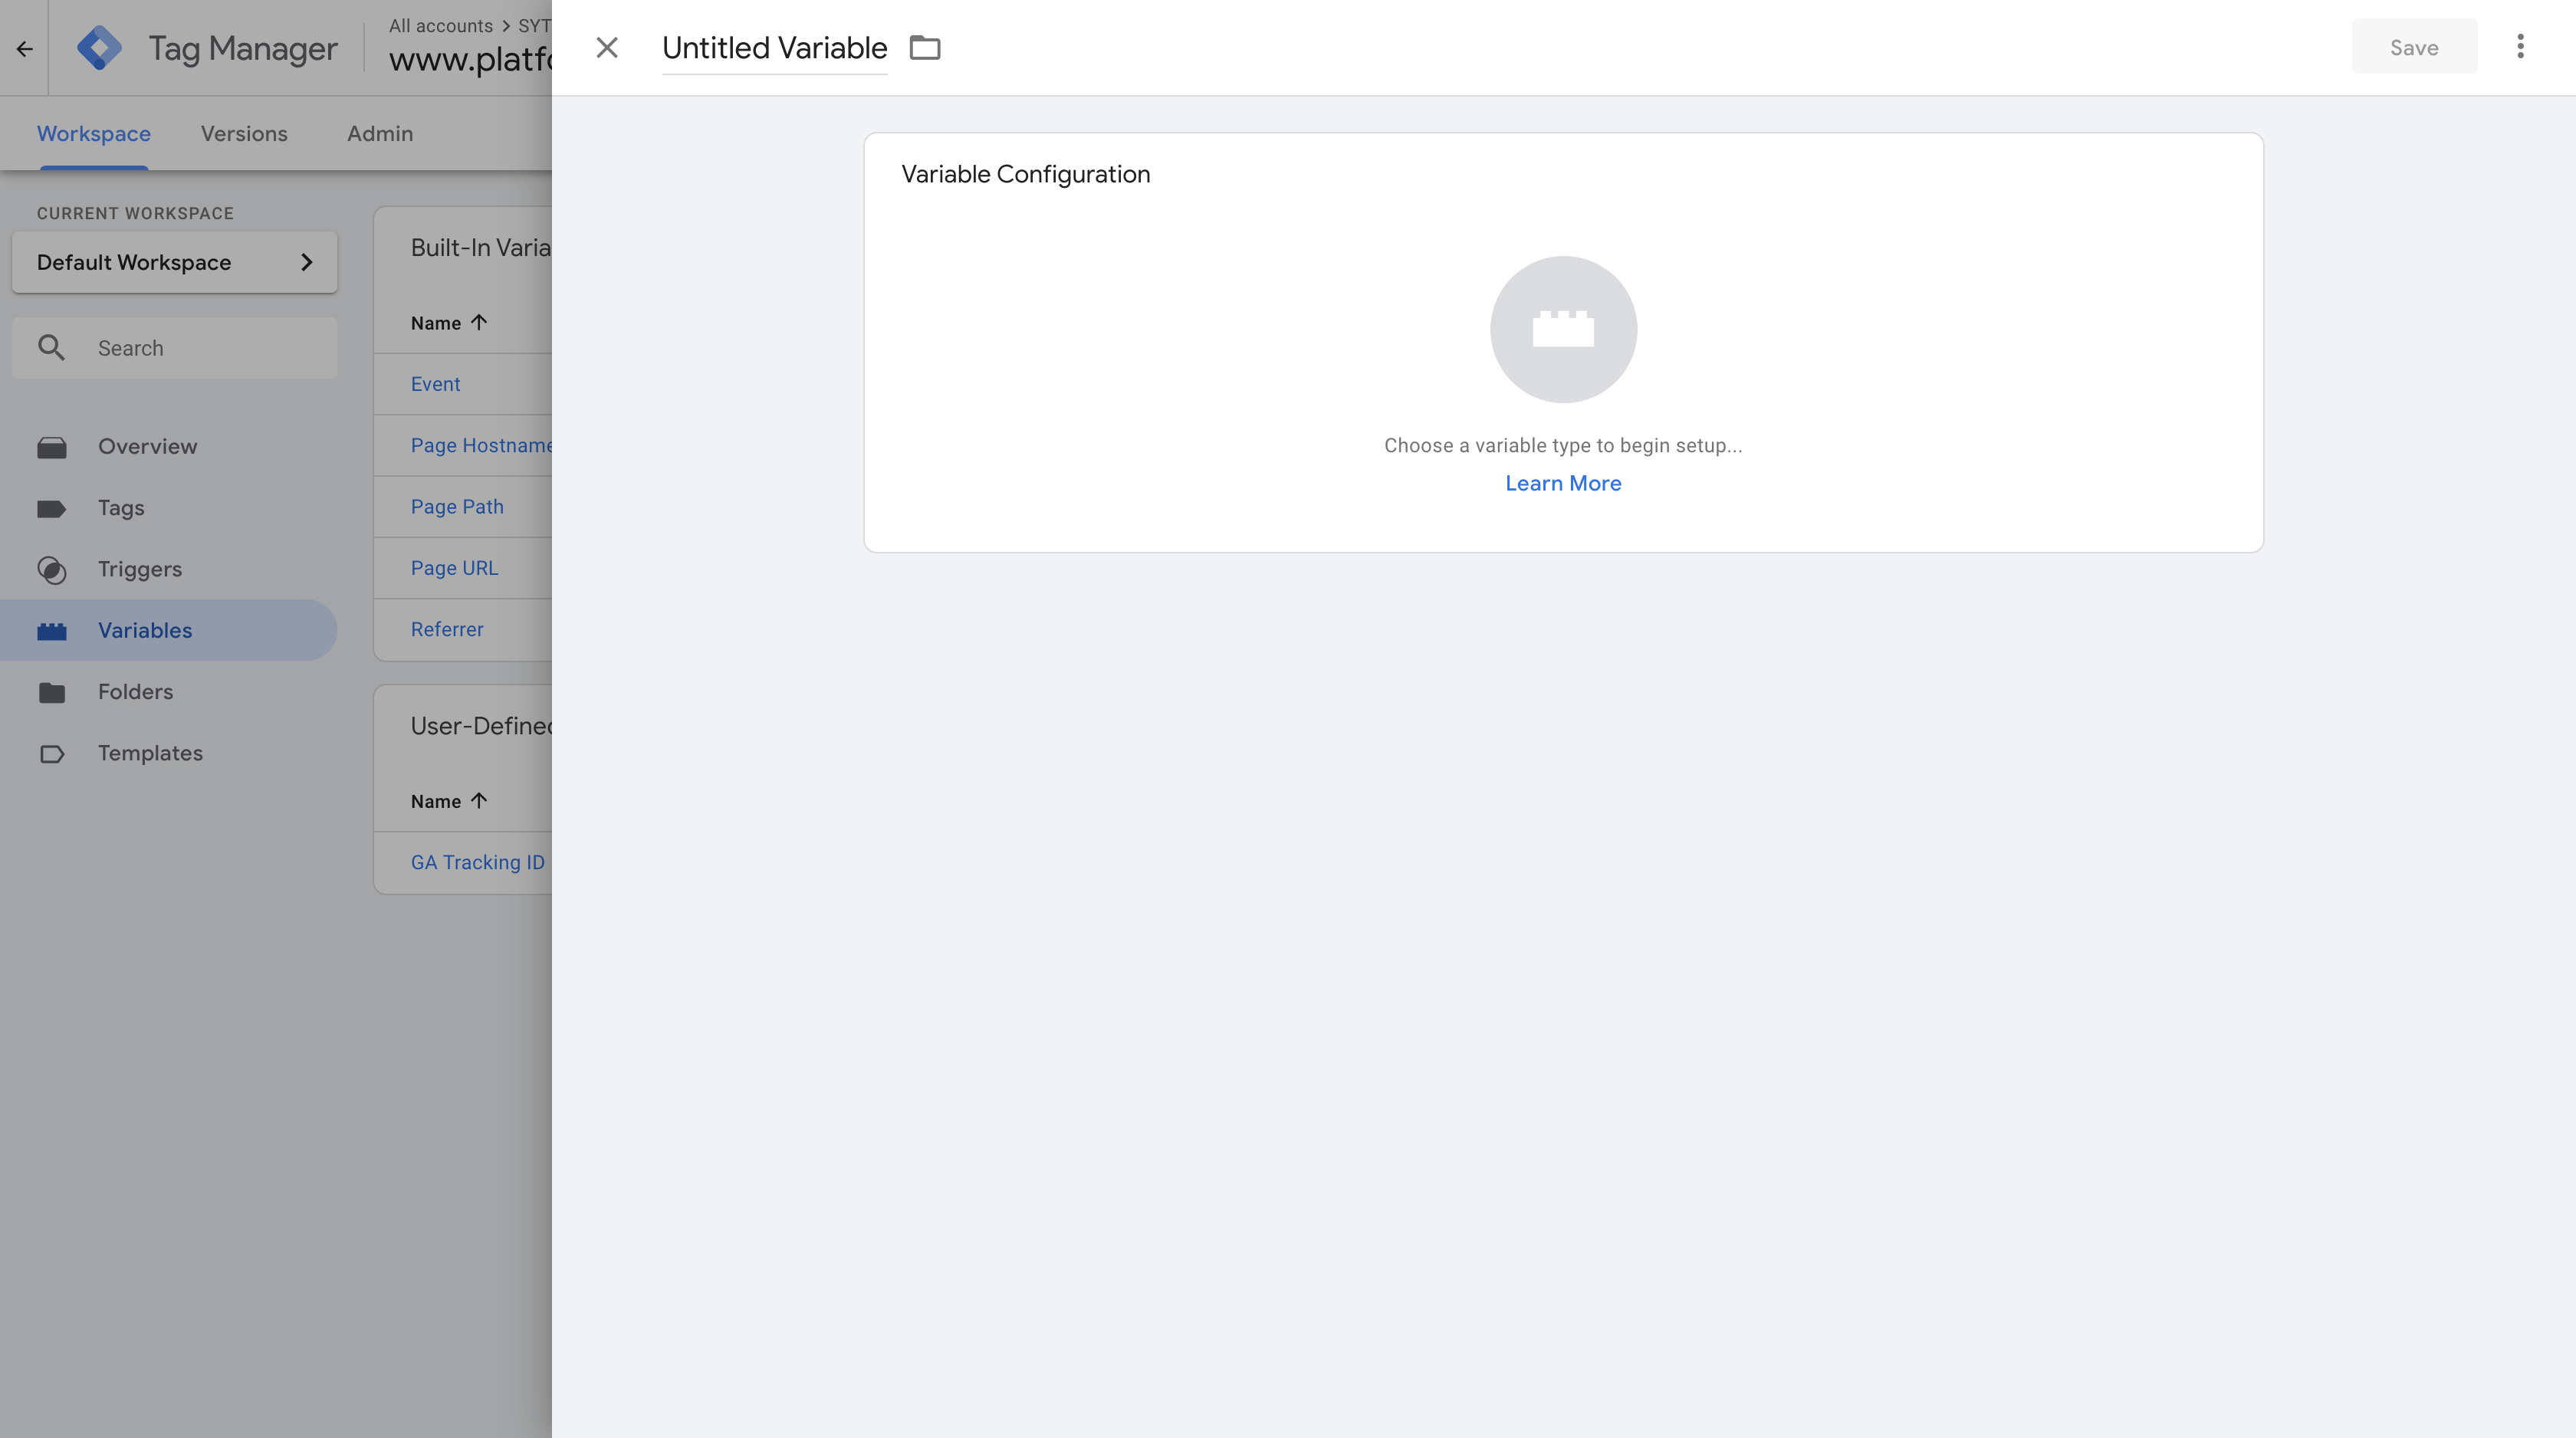 Tag Manager
All accounts > SYT
www.platfo
Workspace
Versions
Admin
CURRENT WORKSPACE
Default Workspace
Search
Overview
Tags
Triggers
Variables
Folders
Templates
Built-In Varia
Name
Event
Page Hostname
Page Path
Page URL
Referrer
User-Defined
Name
GA Tracking ID
Untitled Variable
Save
Variable Configuration
Choose a variable type to begin setup...
Learn More